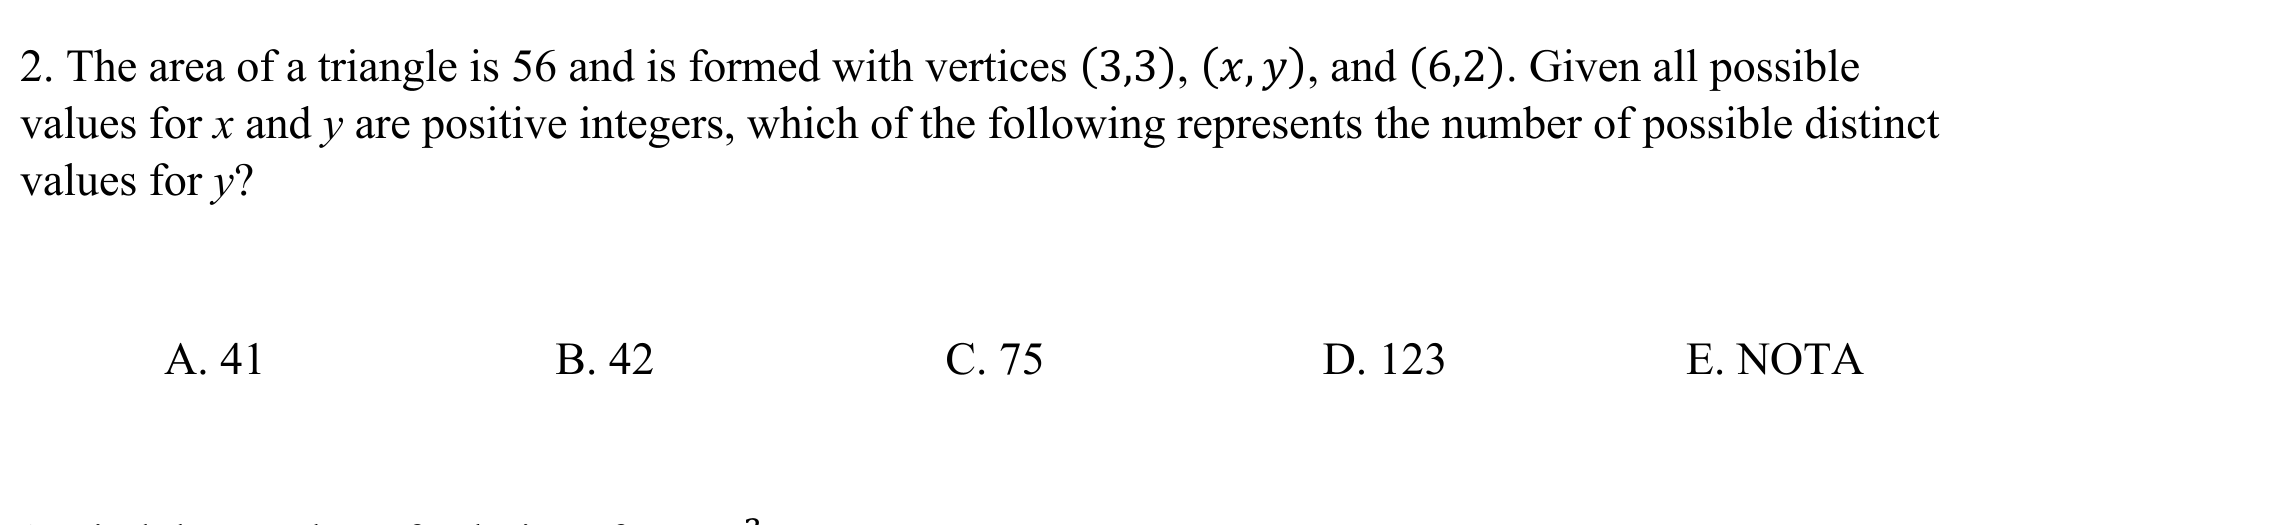 2. The area of a triangle is 56 and is formed with vertices (3,3), (x, y), and (6,2). Given all possible
values for x and y are positive integers, which of the following represents the number of possible distinct
values for y?
A. 41 B. 42 C. 75 D. 123 E. NOTA